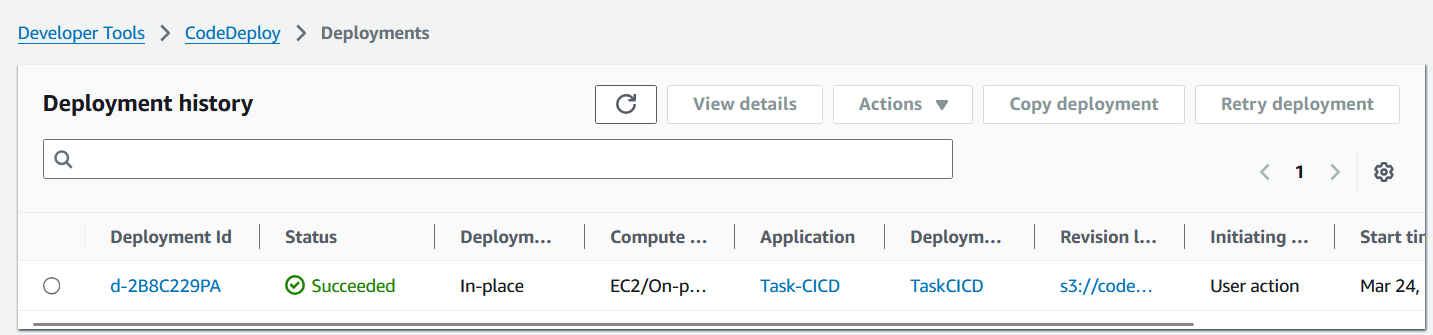 Developer Tools > CodeDeploy > Deployments
Deployment history View details Actions Copy deployment Retry deployment
1
Deployment Id Status Deploym... Compute ... Application Deploym... Revision l... Initiating ... Start tim
d-2B8C229PA Succeeded In-place EC2/On-p... Task-CICD TaskCICD s3://code... User action Mar 24,